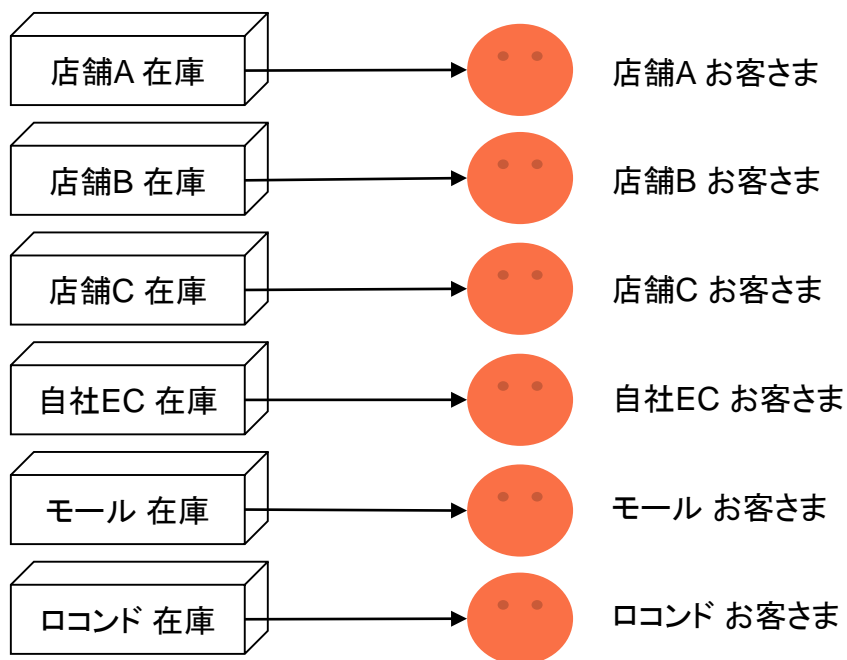 店舗A 在庫
店舗A お客さま
店舗B 在庫
店舗B お客さま
店舗C 在庫
店舗C お客さま
自社EC 在庫
自社EC お客さま
モール 在庫
モール お客さま
ロコンド 在庫
ロコンド お客さま